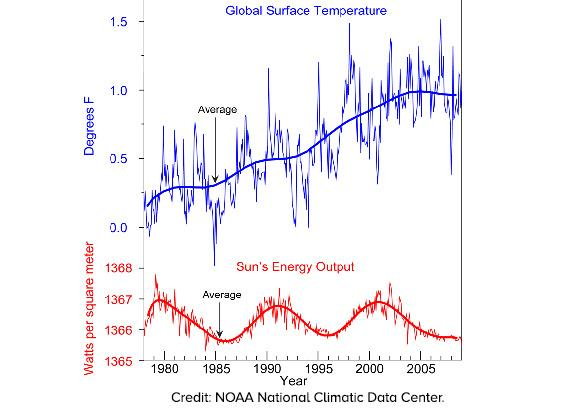 Global Surface Temperature
1.5
1.0
0.5
0.0
Degrees F
Average
Sun's Energy Output
1368
1367
1366
1365
Watts per square meter
Average
1980 1985 1990 1995 2000 2005
Year
Credit: NOAA National Climatic Data Center.